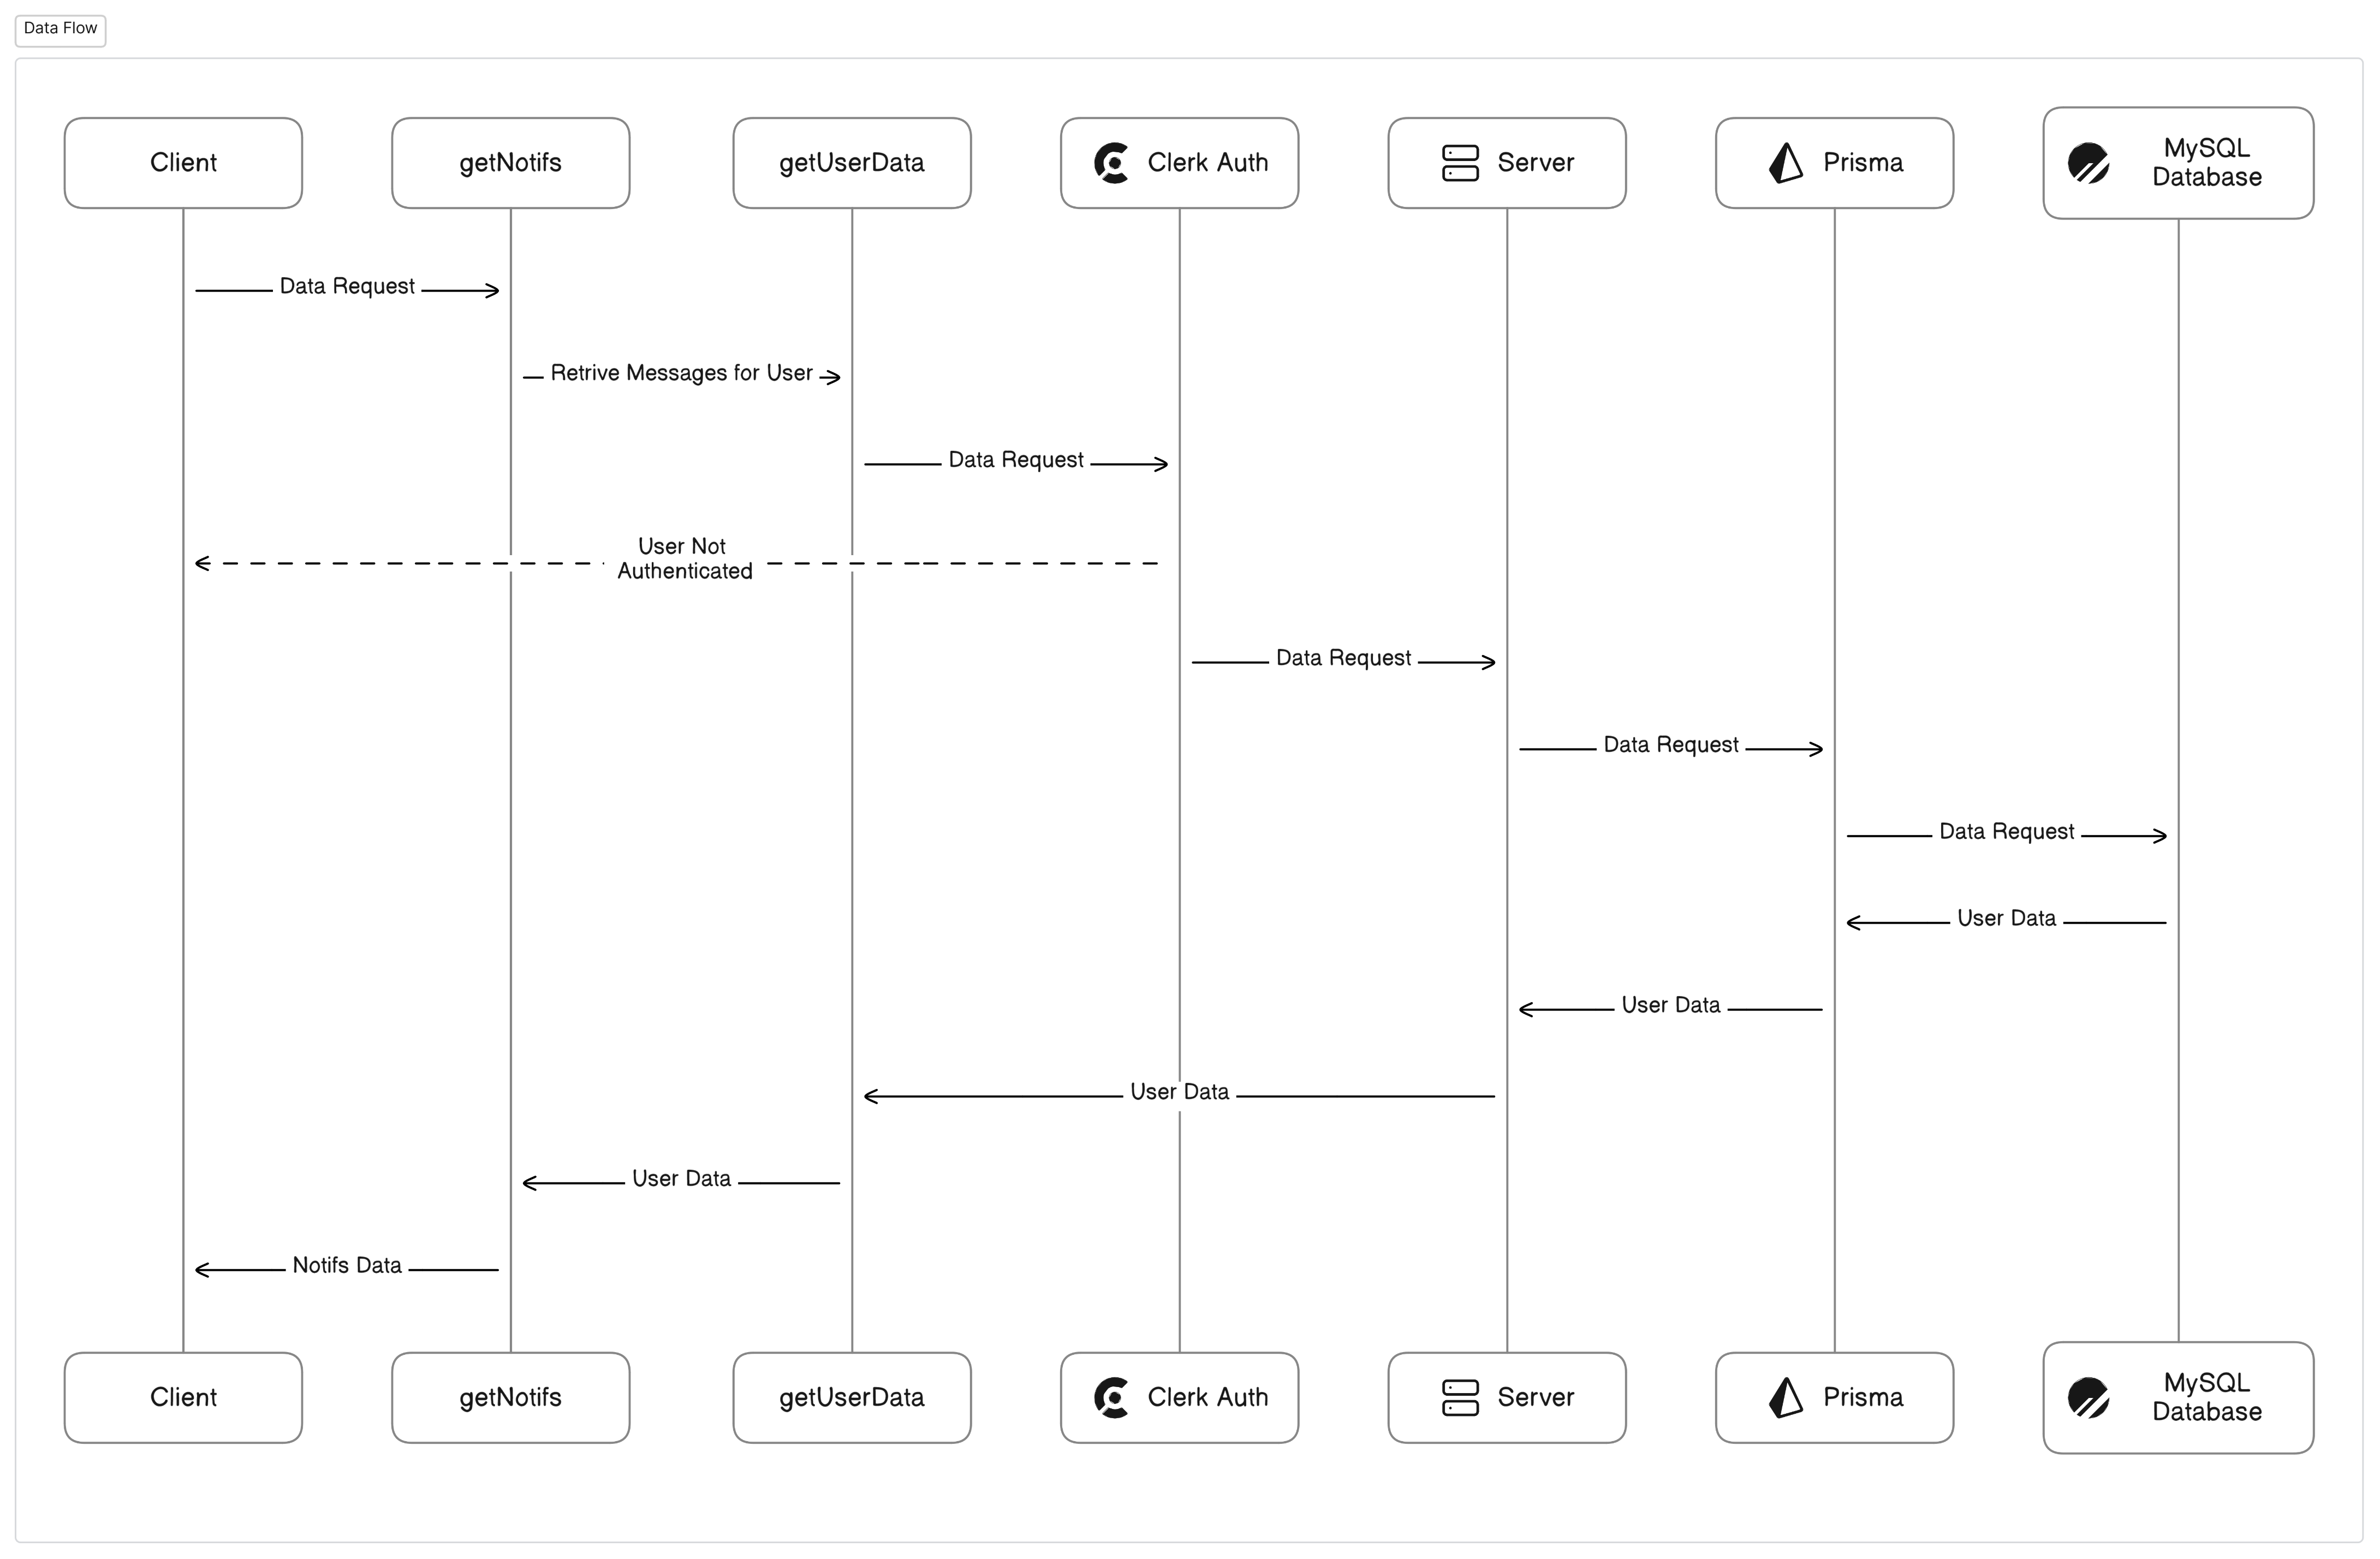 Data Flow
Client
getNotifs
getUserData
Clerk Auth
Server
Prisma
MySQL
Database
Data Request
Retrive Messages for User
Data Request
User Not
Authenticated
Data Request
Data Request
Data Request
User Data
User Data
User Data
User Data
Notifs Data
Client
getNotifs
getUserData
Clerk Auth
Server
Prisma
MySQL
Database